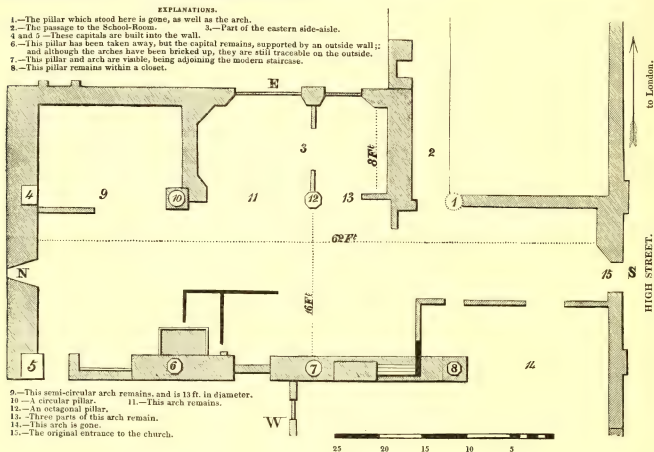 EXPLANATIONS.
1.—The pillar which stood here is gone, as well as the arch.
2.—The passage to the School-Room. 3.—Part of the eastern side-aisle.
4 and 5—These capitals are built into the wall.
6.—This pillar has been taken away, but the capital remains, supported by an outside wall;:
and although the arches have been bricked up, they are still traceable on the outside.
7.—This pillar and arch are visible, being adjoining the modern staircase.
8.—This pillar remains within a closet.
to London.
E
3
8Ft
2
4
9
10
11
12
13
1
62Ft
N
15
S
HIGH STREET.
16Ft
5
6
7
8
14
9.—This semi-circular arch remains, and is 13 ft. in diameter.
10—A circular pillar. 11.—This arch remains.
12.—An octagonal pillar.
13.—Three parts of this arch remain.
14.—This arch is gone.
15.—The original entrance to the church.
W
25 20 15 10 5